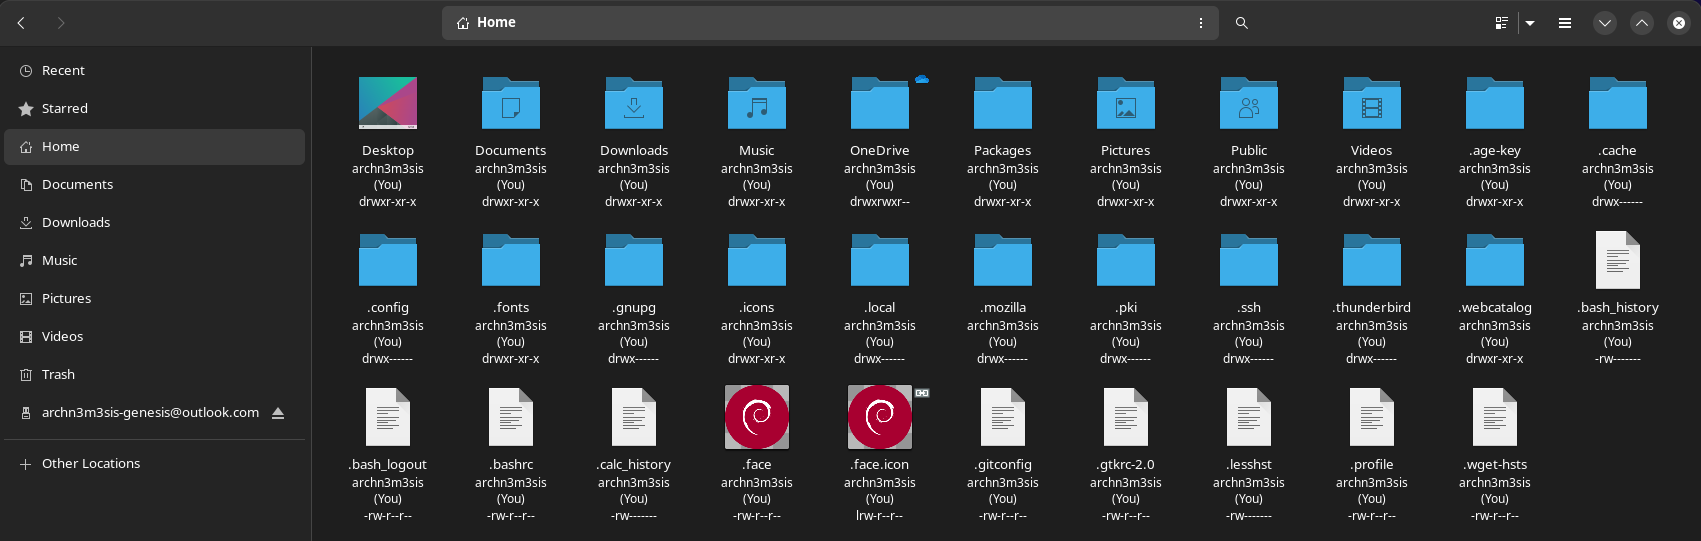 Home
Recent
Starred
Home
Documents
Downloads
Music
Pictures
Videos
Trash
archn3m3sis-genesis@outlook.com
Other Locations
Desktop
archn3m3sis
(You)
drwxr-xr-x
Documents
archn3m3sis
(You)
drwxr-xr-x
Downloads
archn3m3sis
(You)
drwxr-xr-x
Music
archn3m3sis
(You)
drwxr-xr-x
OneDrive
archn3m3sis
(You)
drwxrwxr--
Packages
archn3m3sis
(You)
drwxr-xr-x
Pictures
archn3m3sis
(You)
drwxr-xr-x
Public
archn3m3sis
(You)
drwxr-xr-x
Videos
archn3m3sis
(You)
drwxr-xr-x
.age-key
archn3m3sis
(You)
drwxr-xr-x
.cache
archn3m3sis
(You)
drwx------
.config
archn3m3sis
(You)
drwx------
.fonts
archn3m3sis
(You)
drwxr-xr-x
.gnupg
archn3m3sis
(You)
drwx------
.icons
archn3m3sis
(You)
drwxr-xr-x
.local
archn3m3sis
(You)
drwx------
.mozilla
archn3m3sis
(You)
drwx------
.pki
archn3m3sis
(You)
drwx------
.ssh
archn3m3sis
(You)
drwx------
.thunderbird
archn3m3sis
(You)
drwx------
.webcatalog
archn3m3sis
(You)
drwxr-xr-x
.bash_history
archn3m3sis
(You)
-rw-------
.bash_logout
archn3m3sis
(You)
-rw-r--r--
.bashrc
archn3m3sis
(You)
-rw-r--r--
.calc_history
archn3m3sis
(You)
-rw-------
.face
archn3m3sis
(You)
-rw-r--r--
.face.icon
archn3m3sis
(You)
lrw-r--r--
.gitconfig
archn3m3sis
(You)
-rw-r--r--
.gtkrc-2.0
archn3m3sis
(You)
-rw-r--r--
.lesshst
archn3m3sis
(You)
-rw-------
.profile
archn3m3sis
(You)
-rw-r--r--
.wget-hsts
archn3m3sis
(You)
-rw-r--r--